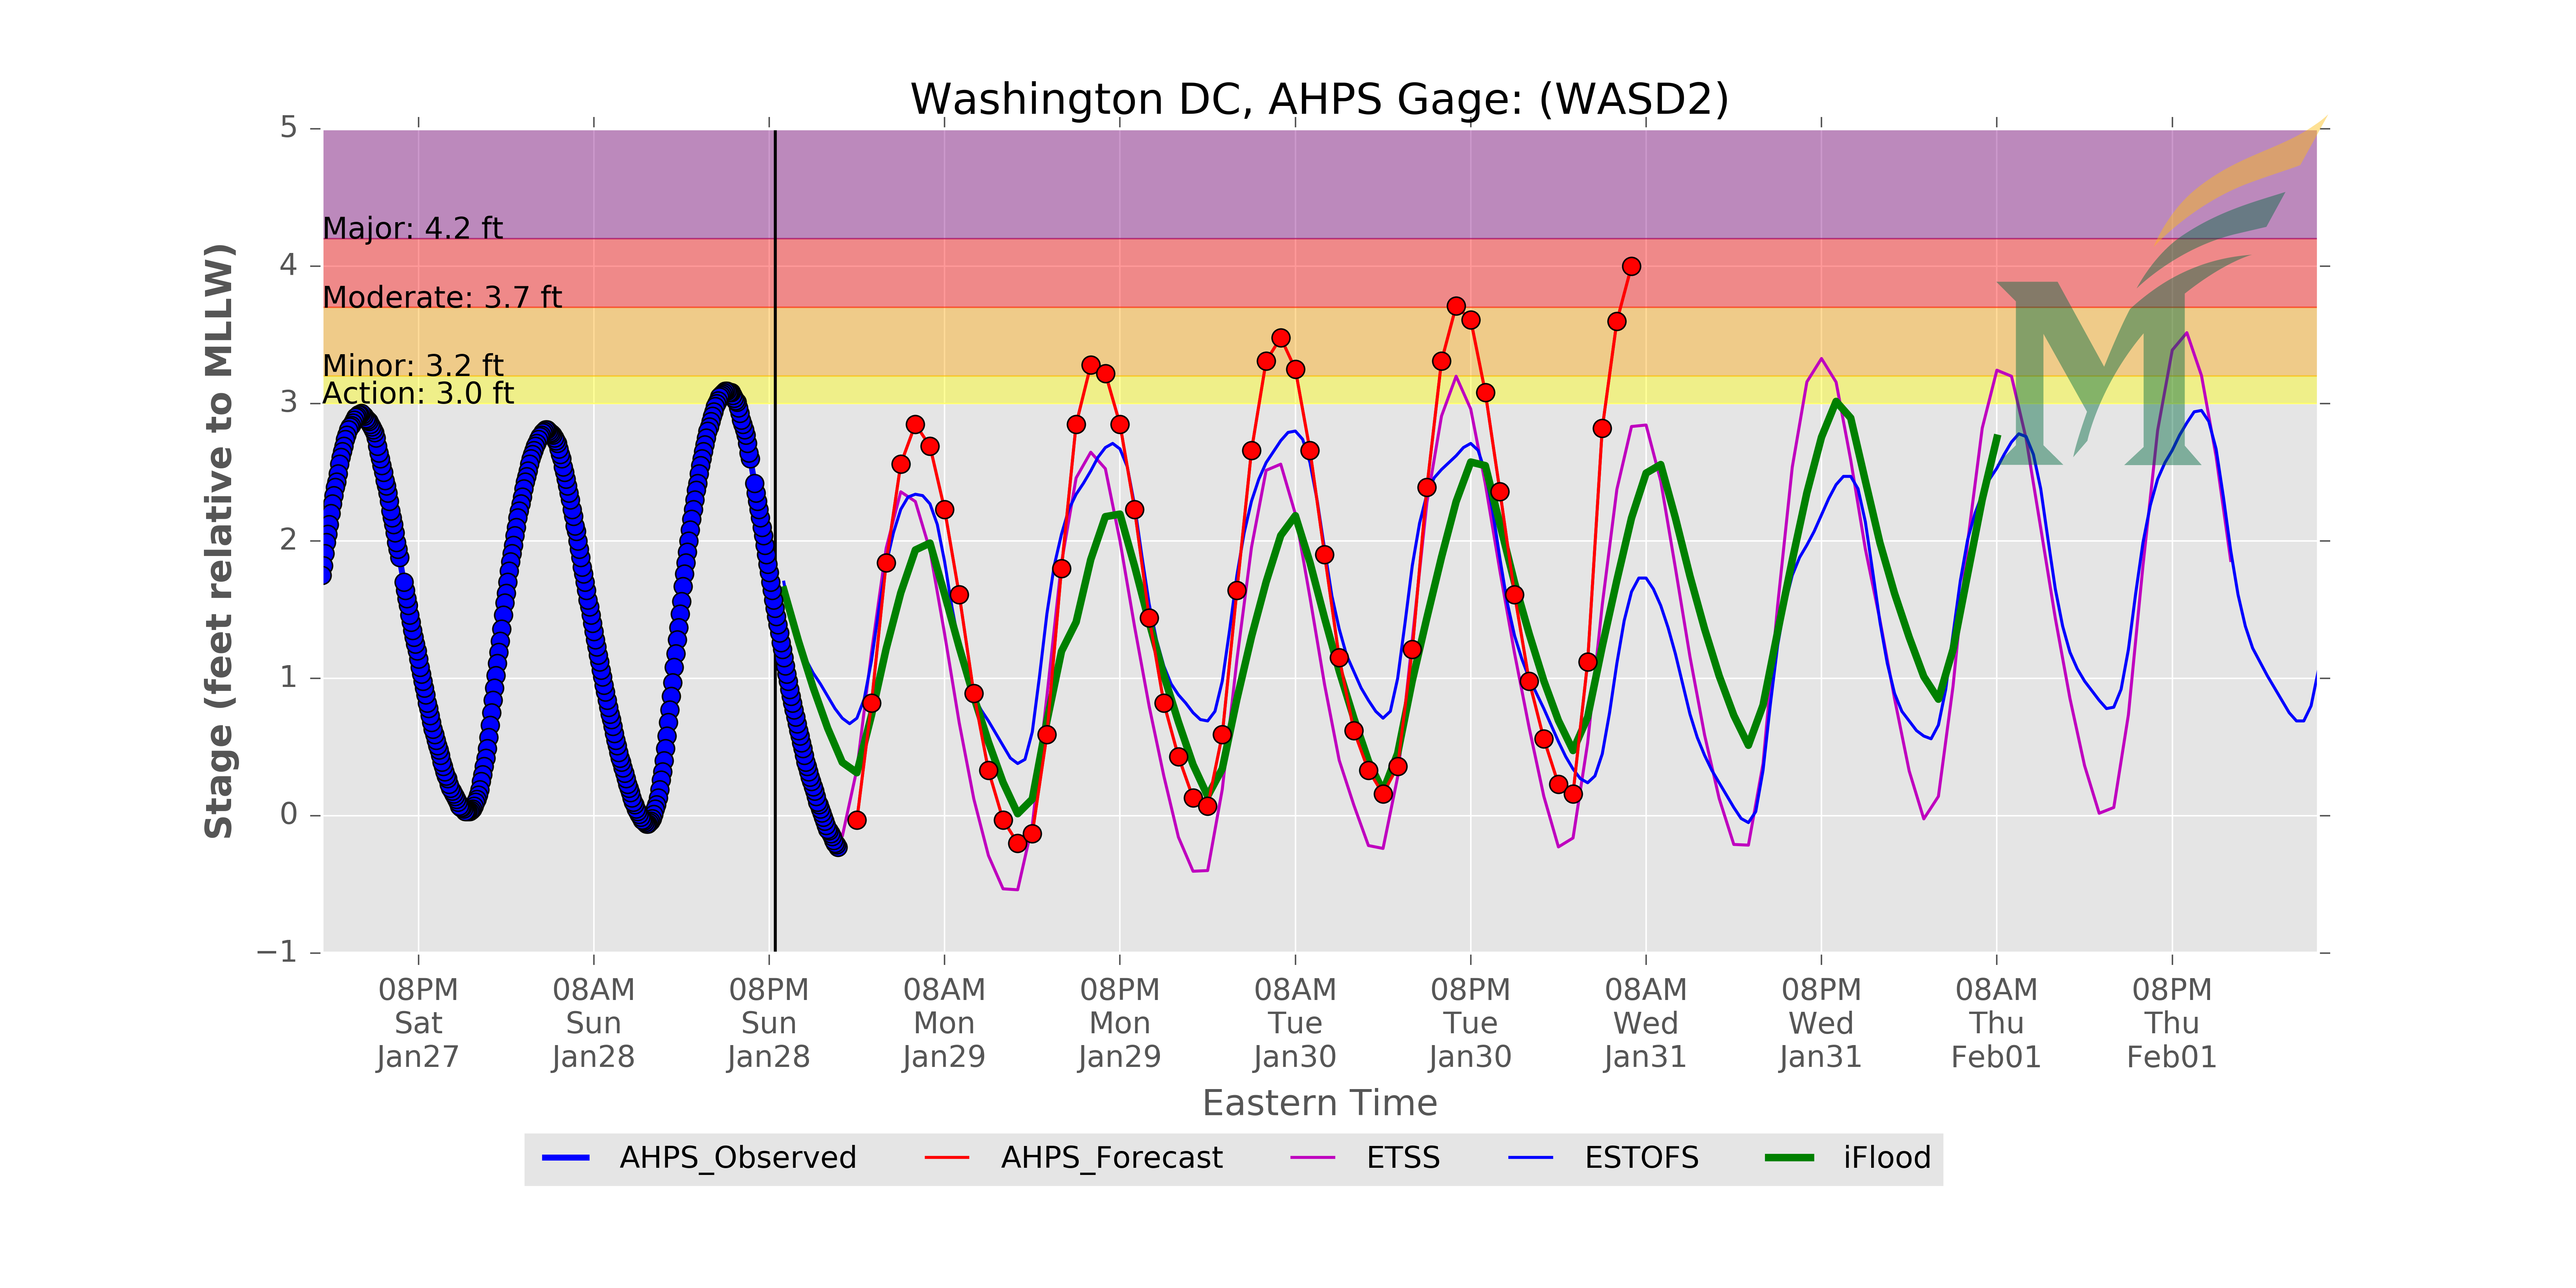 Washington DC, AHPS Gage: (WASD2)
Stage (feet relative to MLLW)
5
4
3
2
1
0
−1
Major: 4.2 ft
Moderate: 3.7 ft
Minor: 3.2 ft
Action: 3.0 ft
M
08PM 08AM 08PM 08AM 08PM 08AM 08PM 08AM 08PM 08AM 08PM
Sat Sun Sun Mon Mon Tue Tue Wed Wed Thu Thu
Jan27 Jan28 Jan28 Jan29 Jan29 Jan30 Jan30 Jan31 Jan31 Feb01 Feb01
Eastern Time
AHPS_Observed AHPS_Forecast ETSS ESTOFS iFlood